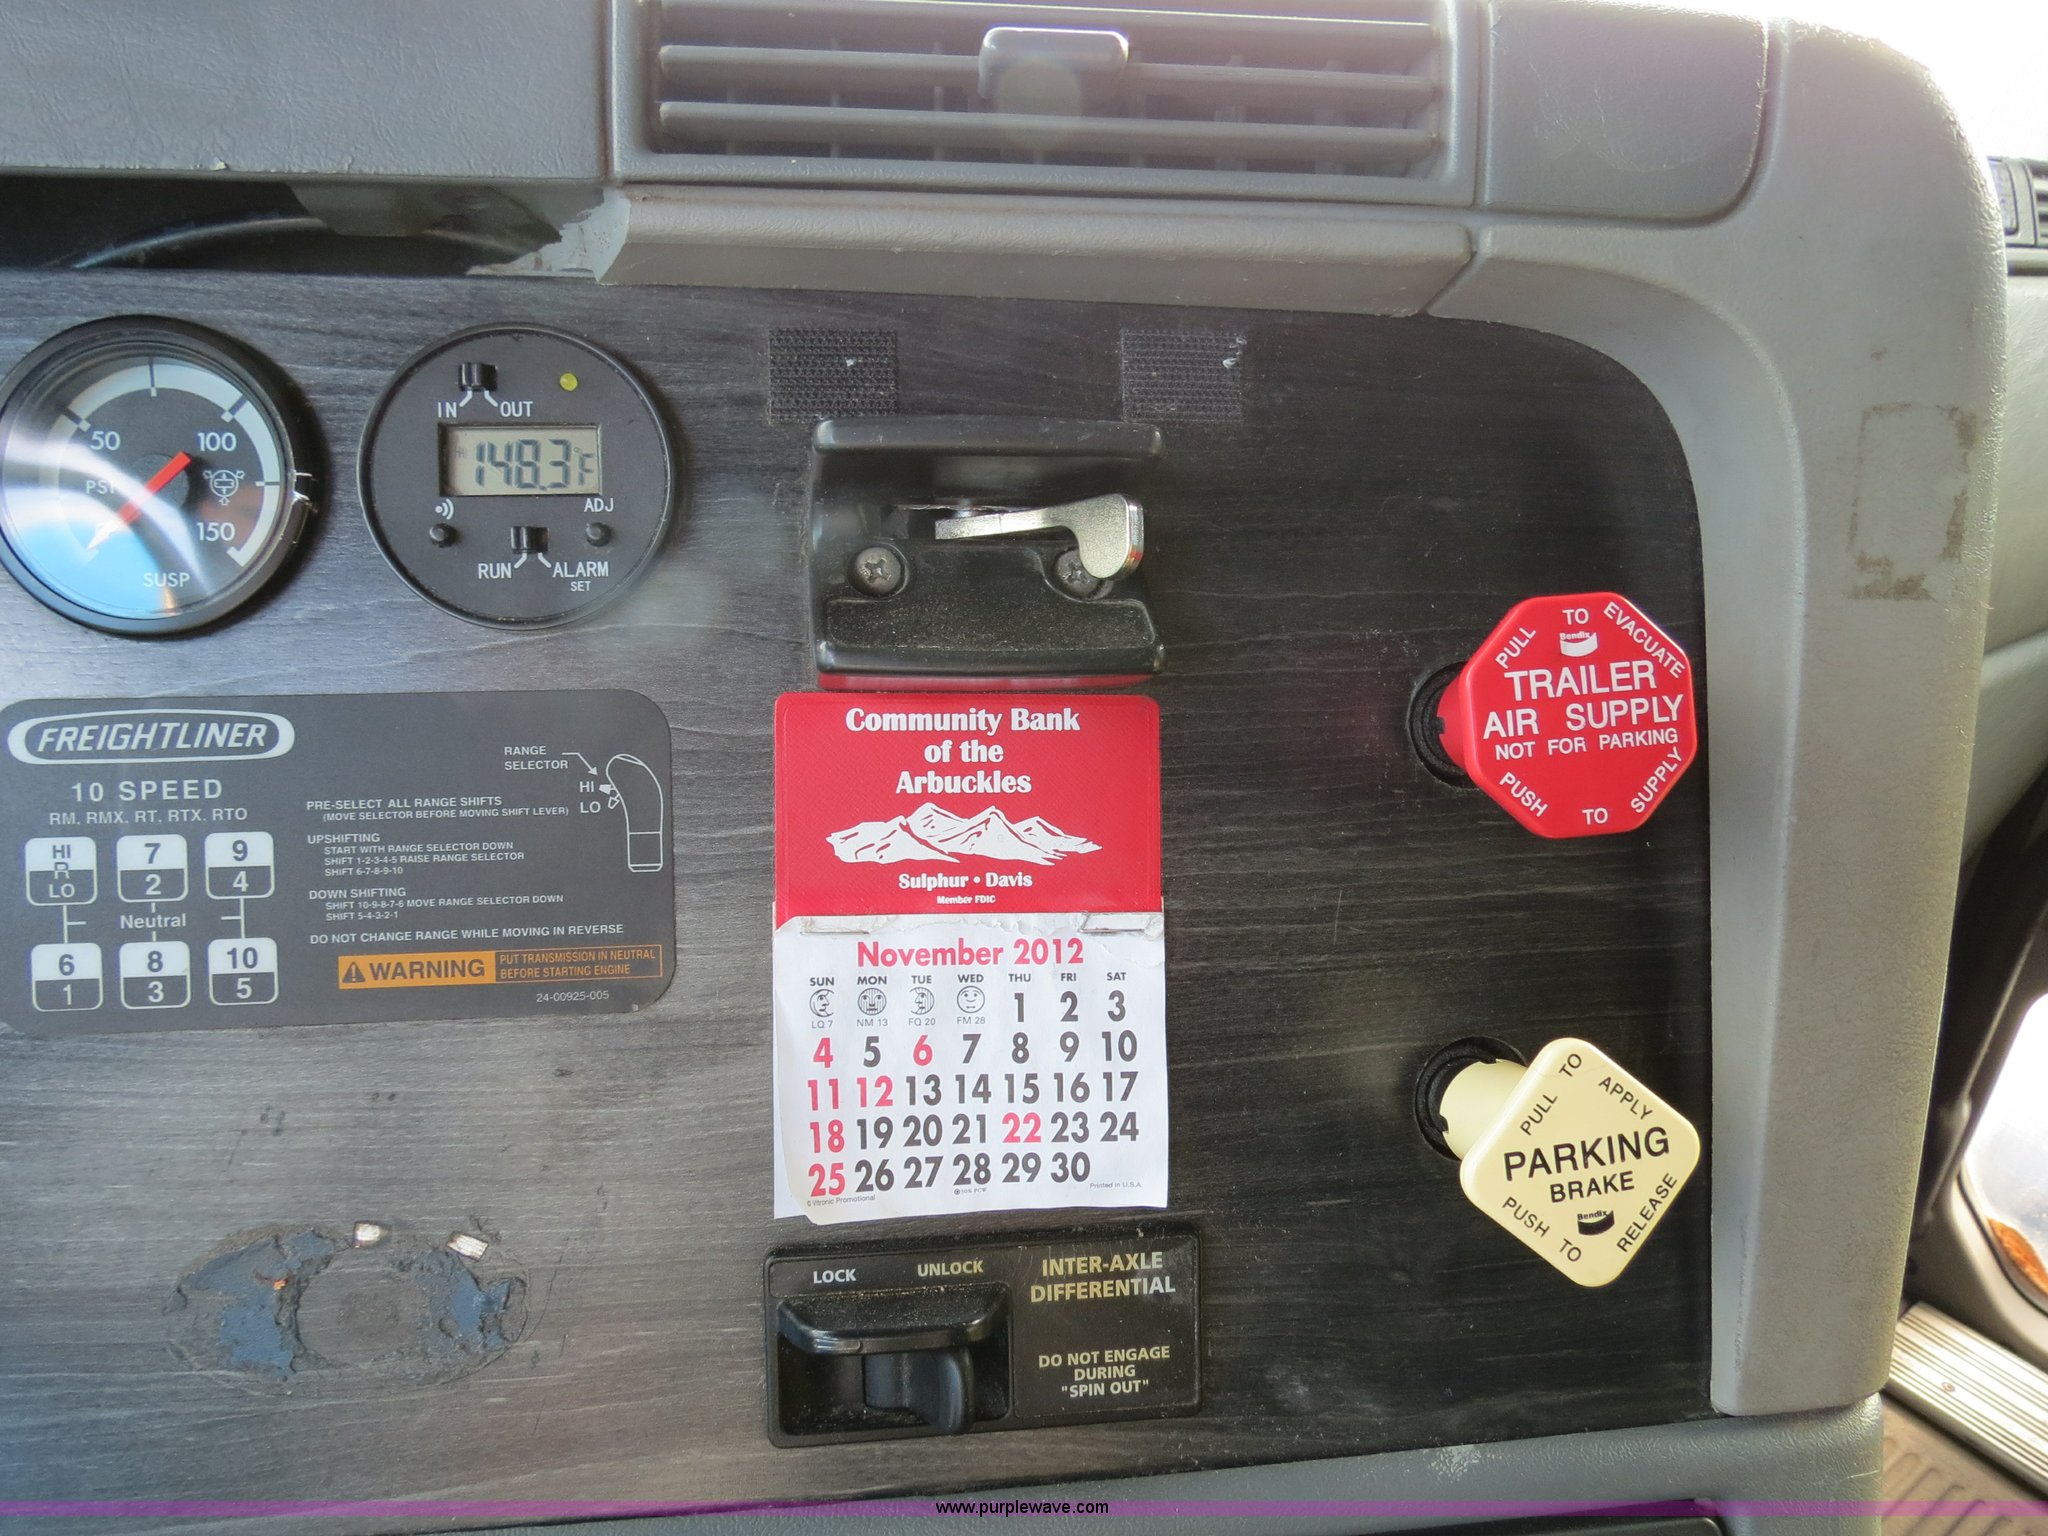 50
100
150
PSI
SUSP
IN OUT
148.3°F
ADJ
RUN ALARM
SET
FREIGHTLINER
10 SPEED
RM, RMX, RT, RTX, RTO
HI
R
LO
7
2
9
4
Neutral
6
1
8
3
10
5
RANGE
SELECTOR
HI
LO
PRE-SELECT ALL RANGE SHIFTS
(MOVE SELECTOR BEFORE MOVING SHIFT LEVER)
UPSHIFTING
START WITH RANGE SELECTOR DOWN
SHIFT 1-2-3-4-5 RAISE RANGE SELECTOR
SHIFT 6-7-8-9-10
DOWN SHIFTING
SHIFT 10-9-8-7-6 MOVE RANGE SELECTOR DOWN
SHIFT 5-4-3-2-1
DO NOT CHANGE RANGE WHILE MOVING IN REVERSE
WARNING
PUT TRANSMISSION IN NEUTRAL
BEFORE STARTING ENGINE
24-00925-005
Community Bank
of the
Arbuckles
Sulphur • Davis
Member FDIC
November 2012
SUN MON TUE WED THU FRI SAT
1 2 3
LQ 7 NM 13 FQ 20 FM 28
4 5 6 7 8 9 10
11 12 13 14 15 16 17
18 19 20 21 22 23 24
25 26 27 28 29 30
© Vitronic Promotional
Printed in U.S.A.
LOCK UNLOCK
INTER-AXLE
DIFFERENTIAL
DO NOT ENGAGE
DURING
"SPIN OUT"
PULL TO EVACUATE
Bendix
TRAILER
AIR SUPPLY
NOT FOR PARKING
PUSH TO SUPPLY
PULL TO APPLY
PARKING
BRAKE
Bendix
PUSH TO RELEASE
www.purplewave.com